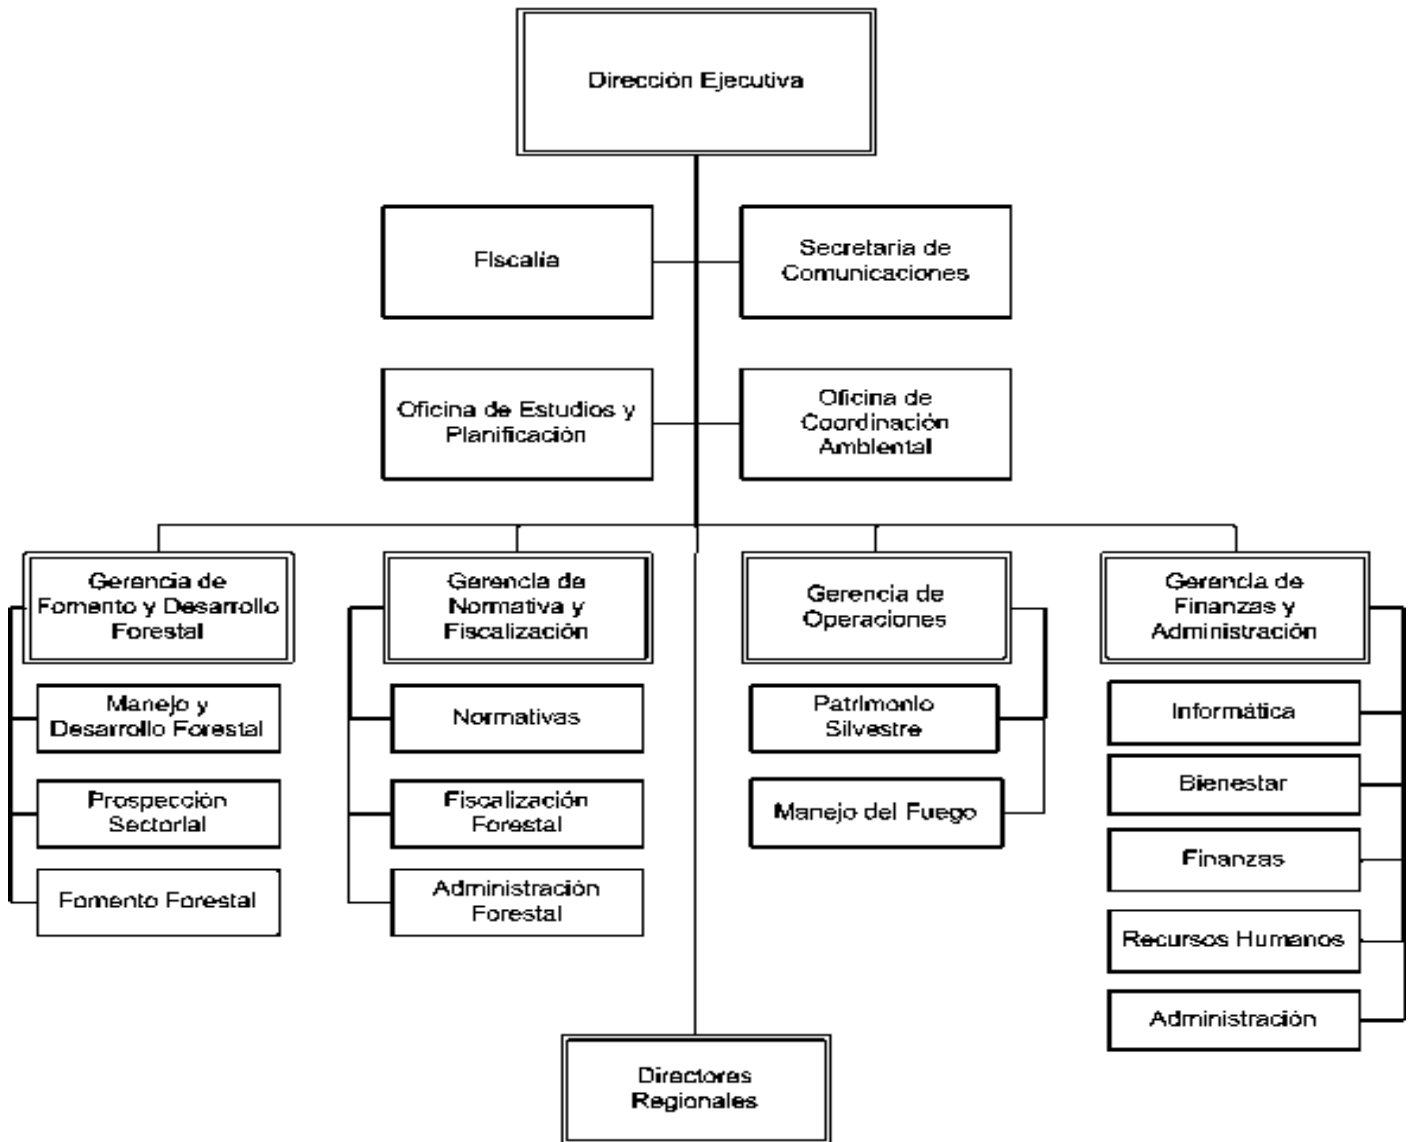 Dirección Ejecutiva
Fiscalía
Secretaria de
Comunicaciones
Oficina de Estudios y
Planificación
Oficina de
Coordinación
Ambiental
Gerencia de
Fomento y Desarrollo
Forestal
Gerencia de
Normativa y
Fiscalización
Gerencia de
Operaciones
Gerencia de
Finanzas y
Administración
Manejo y
Desarrollo Forestal
Prospección
Sectorial
Fomento Forestal
Normativas
Fiscalización
Forestal
Administración
Forestal
Patrimonio
Silvestre
Manejo del Fuego
Informática
Bienestar
Finanzas
Recursos Humanos
Administración
Directores
Regionales